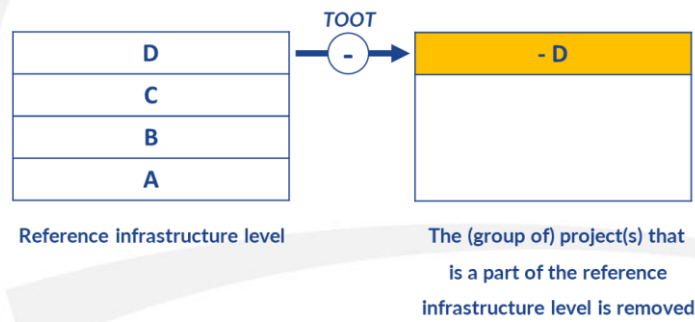 TOOT
D
-
- D
C
B
A
Reference infrastructure level
The (group of) project(s) that
is a part of the reference
infrastructure level is removed